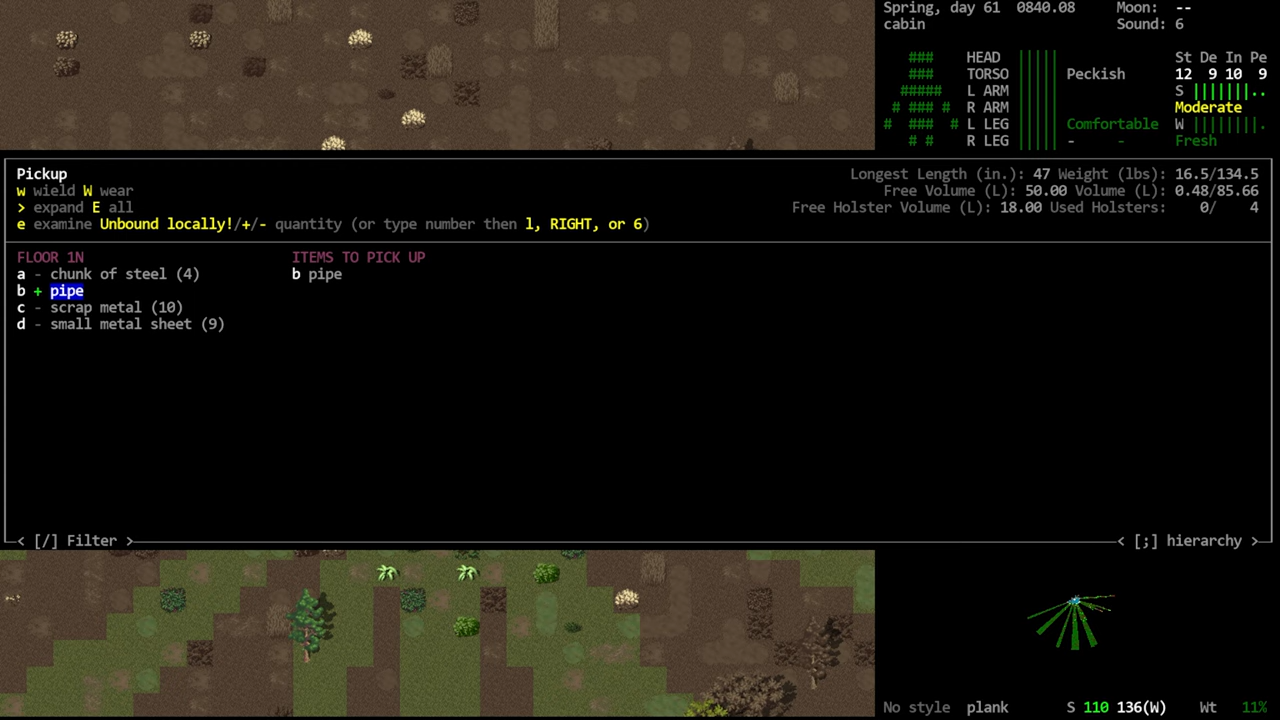 Spring, day 61  0840.08  Moon: --
cabin  Sound: 6
### HEAD  St De In Pe
### TORSO  Peckish  12 9 10 9
##### L ARM  S |||||||..
# ### # R ARM  Moderate
# ### # L LEG  Comfortable  W ||||||||.
# # R LEG  -  -  Fresh
Pickup  Longest Length (in.): 47 Weight (lbs): 16.5/134.5
w wield W wear  Free Volume (L): 50.00 Volume (L): 0.48/85.66
> expand E all  Free Holster Volume (L): 18.00 Used Holsters: 0/ 4
e examine Unbound locally!/+/- quantity (or type number then l, RIGHT, or 6)
FLOOR 1N  ITEMS TO PICK UP
a - chunk of steel (4)  b pipe
b + pipe
c - scrap metal (10)
d - small metal sheet (9)
< [/] Filter >  < [;] hierarchy >
No style  plank  S 110 136(W)  Wt 11%